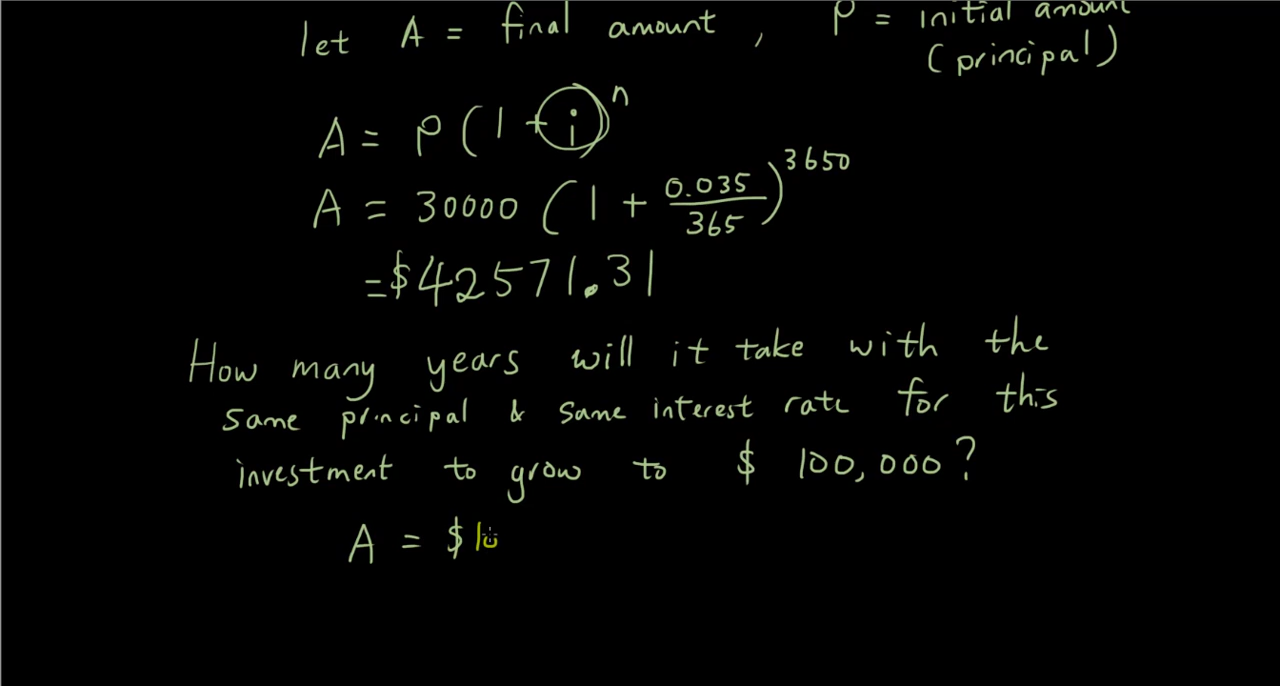 let A = final amount, P = initial amount
(principal)
A = P(1 + i)ⁿ
A = 30000 (1 + 0.035/365)³⁶⁵⁰
= $42571.31
How many years will it take with the
same principal & same interest rate for this
investment to grow to $ 100,000?
A = $10